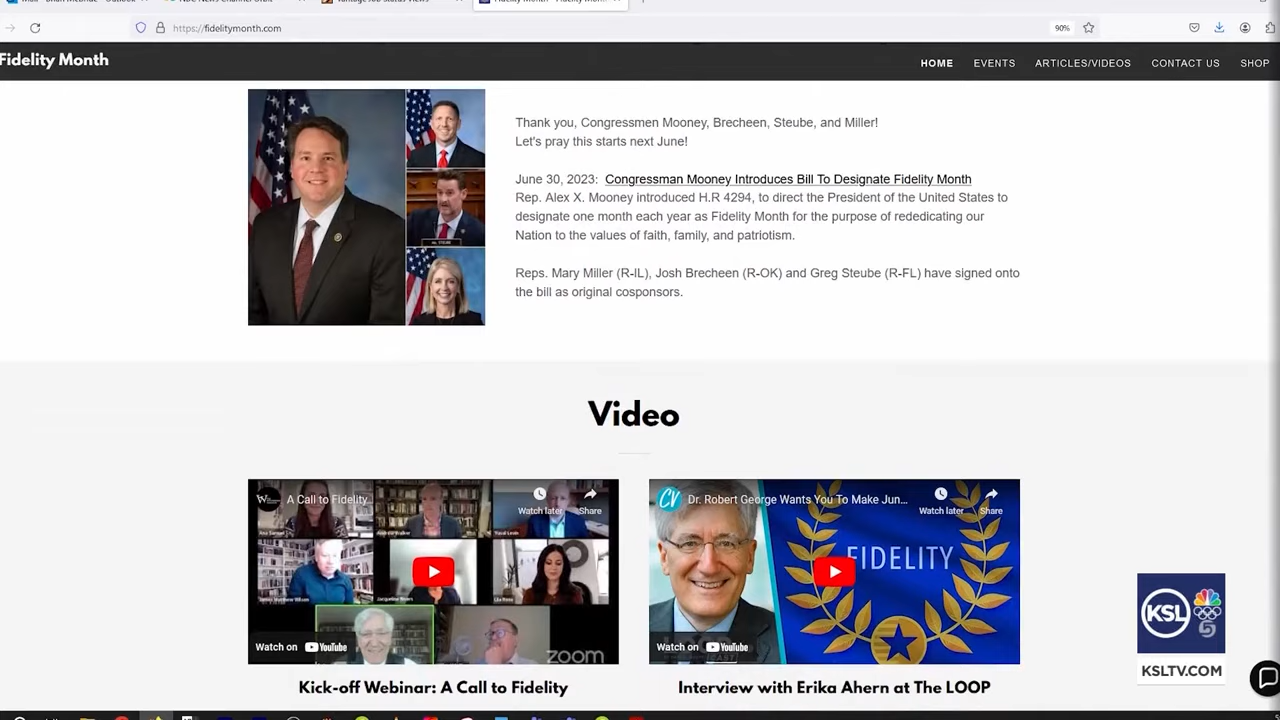 https://fidelitymonth.com
90%
Fidelity Month
HOME
EVENTS
ARTICLES/VIDEOS
CONTACT US
SHOP
Thank you, Congressmen Mooney, Brecheen, Steube, and Miller!
Let's pray this starts next June!
June 30, 2023: Congressman Mooney Introduces Bill To Designate Fidelity Month
Rep. Alex X. Mooney introduced H.R 4294, to direct the President of the United States to
designate one month each year as Fidelity Month for the purpose of rededicating our
Nation to the values of faith, family, and patriotism.
Reps. Mary Miller (R-IL), Josh Brecheen (R-OK) and Greg Steube (R-FL) have signed onto
the bill as original cosponsors.
Video
A Call to Fidelity
Watch later
Share
Watch on YouTube
zoom
CV
Dr. Robert George Wants You To Make Jun...
Watch later
Share
FIDELITY
Watch on YouTube
Kick-off Webinar: A Call to Fidelity
Interview with Erika Ahern at The LOOP
KSL
5
KSLTV.COM